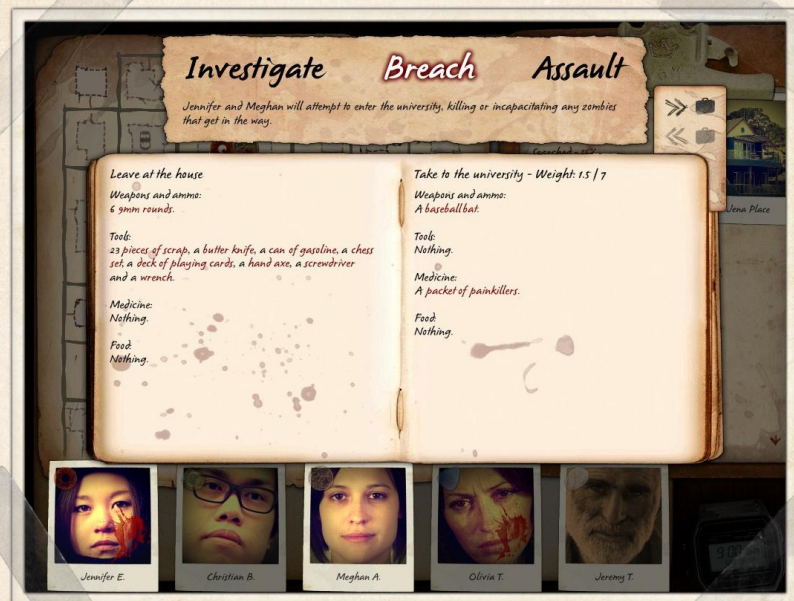 Investigate Breach Assault
Jennifer and Meghan will attempt to enter the university, killing or incapacitating any zombies
that get in the way.
Leave at the house
Weapons and ammo:
6 9mm rounds.
Tools:
23 pieces of scrap, a butter knife, a can of gasoline, a chess
set, a deck of playing cards, a hand axe, a screwdriver
and a wrench.
Medicine:
Nothing.
Food:
Nothing.
Take to the university - Weight: 1.5 / 7
Weapons and ammo:
A baseball bat.
Tools:
Nothing.
Medicine:
A packet of painkillers.
Food:
Nothing.
Jena Place
Jennifer E.
Christian B.
Meghan A.
Olivia T.
Jeremy T.